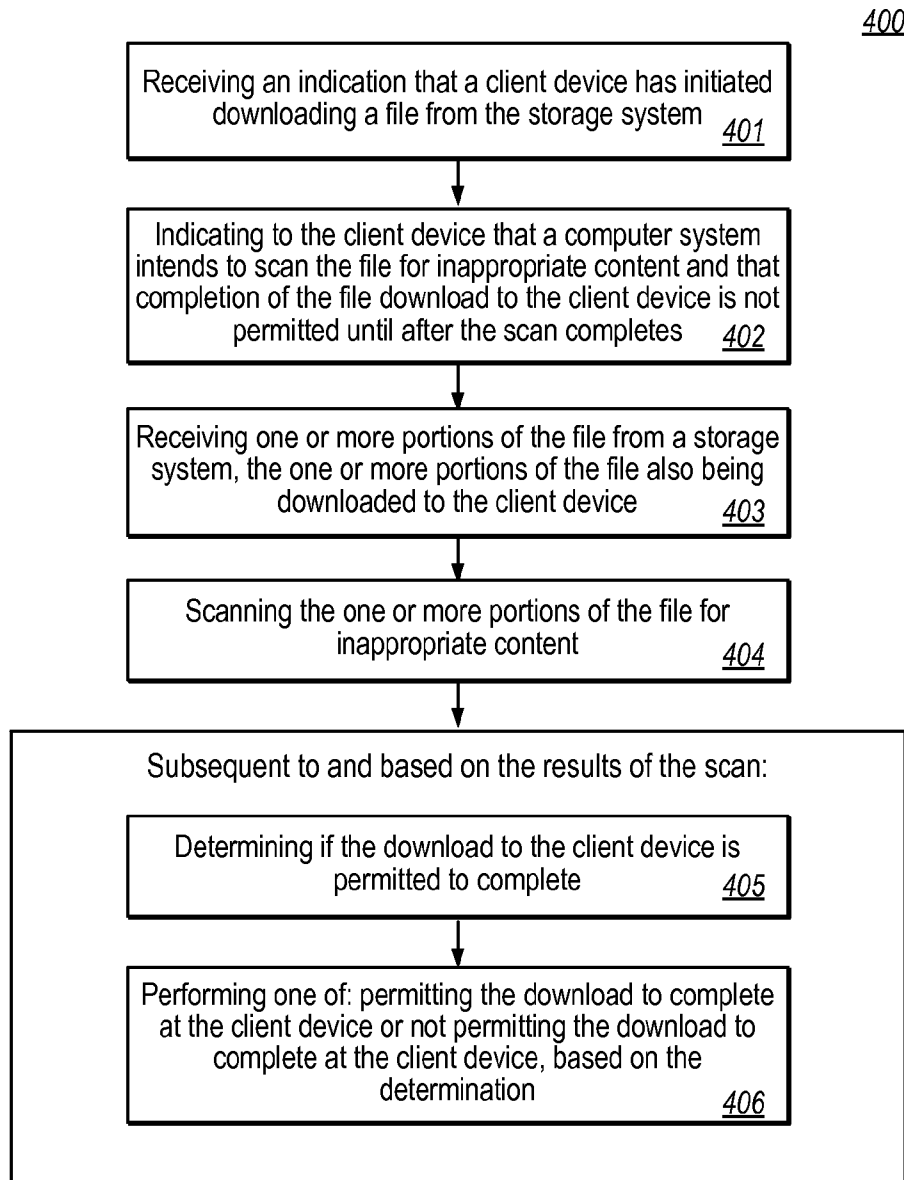 400
Receiving an indication that a client device has initiated
downloading a file from the storage system
401
Indicating to the client device that a computer system
intends to scan the file for inappropriate content and that
completion of the file download to the client device is not
permitted until after the scan completes
402
Receiving one or more portions of the file from a storage
system, the one or more portions of the file also being
downloaded to the client device
403
Scanning the one or more portions of the file for
inappropriate content
404
Subsequent to and based on the results of the scan:
Determining if the download to the client device is
permitted to complete
405
Performing one of: permitting the download to complete
at the client device or not permitting the download to
complete at the client device, based on the
determination
406